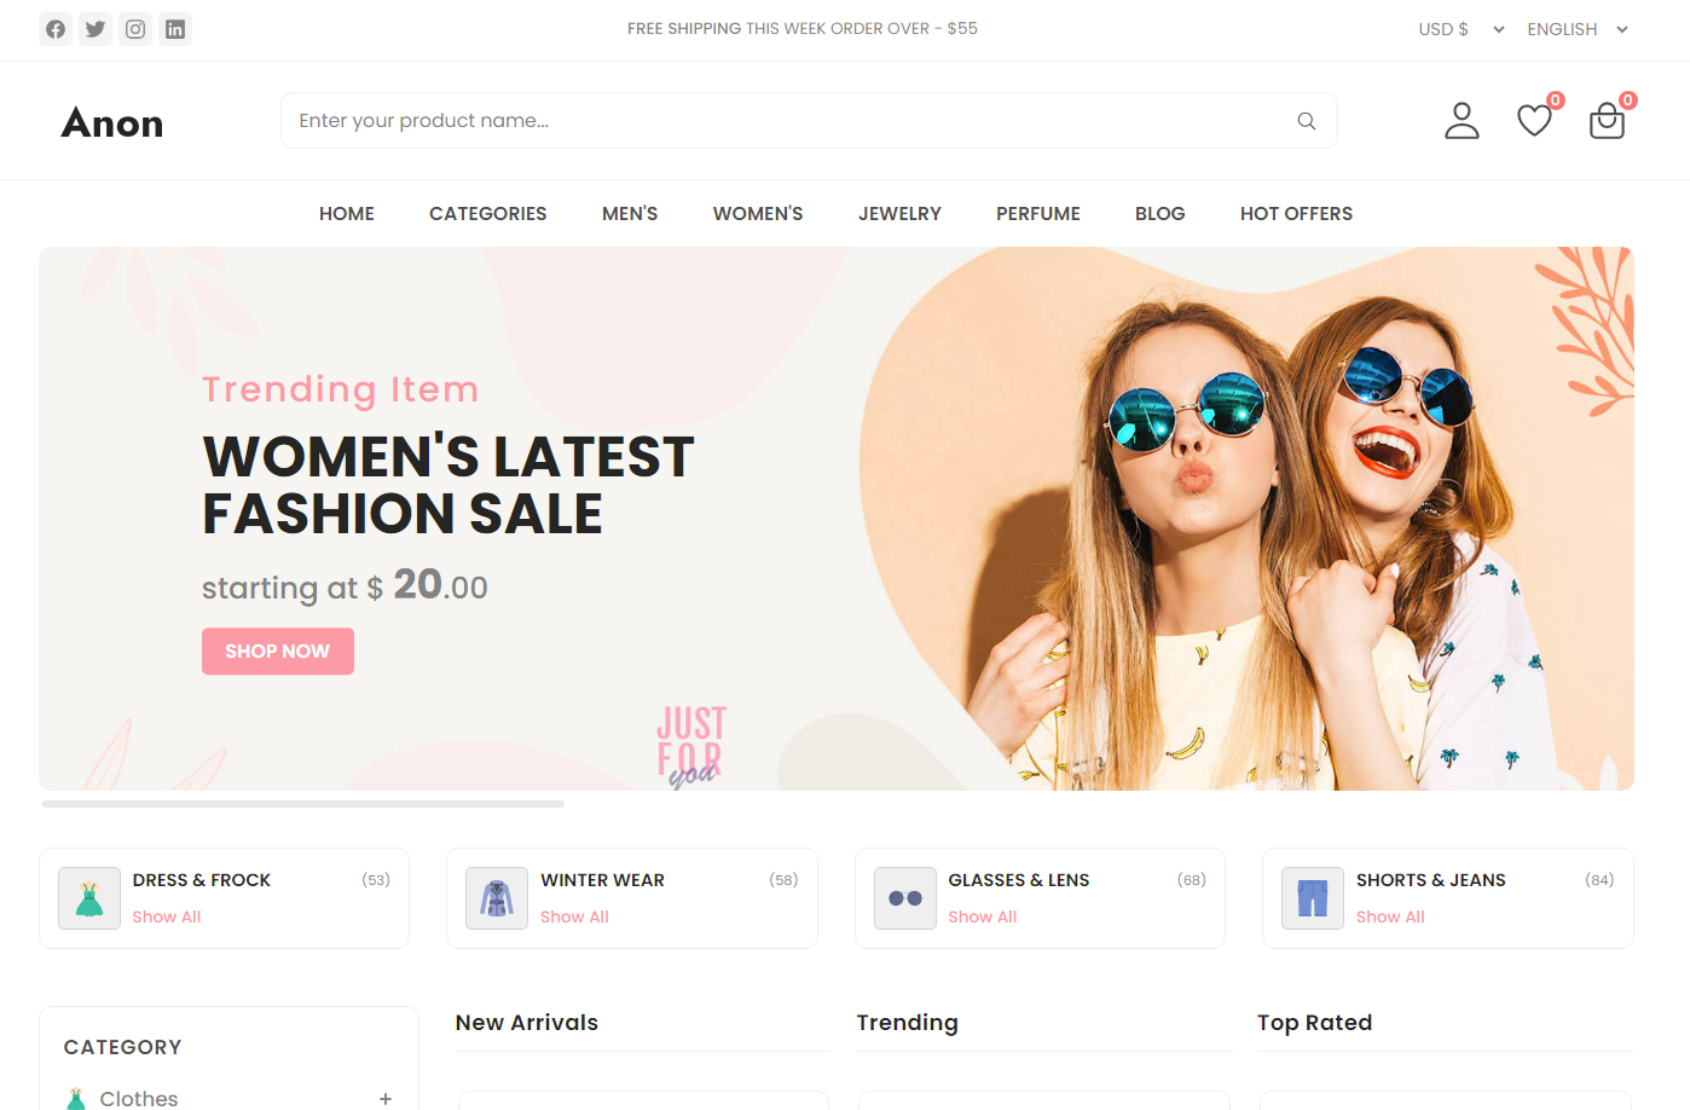 FREE SHIPPING THIS WEEK ORDER OVER - $55
USD $
ENGLISH
Anon
Enter your product name...
0
0
HOME
CATEGORIES
MEN'S
WOMEN'S
JEWELRY
PERFUME
BLOG
HOT OFFERS
Trending Item
WOMEN'S LATEST
FASHION SALE
starting at $ 20.00
SHOP NOW
JUST
FOR
you
DRESS & FROCK
(53)
Show All
WINTER WEAR
(58)
Show All
GLASSES & LENS
(68)
Show All
SHORTS & JEANS
(84)
Show All
CATEGORY
Clothes
+
New Arrivals
Trending
Top Rated